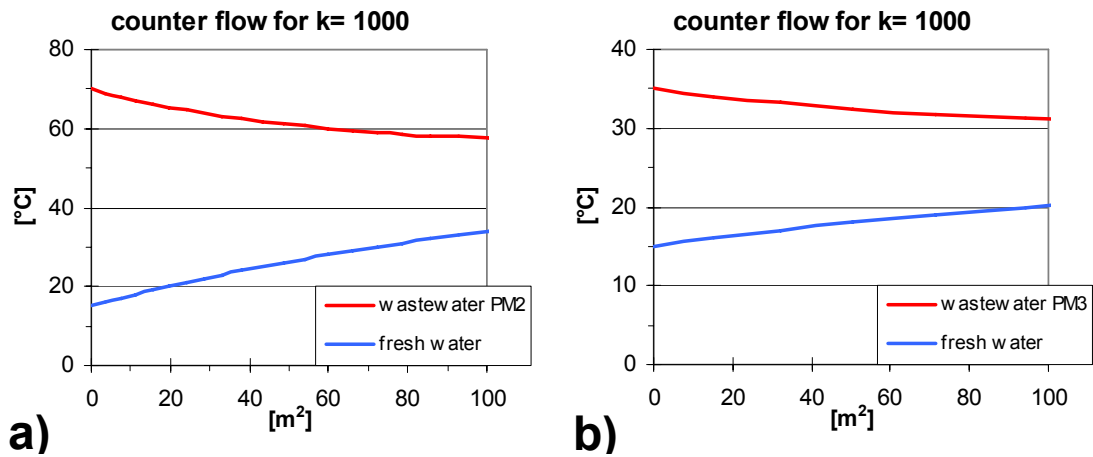 counter flow for k= 1000
80
60
40
20
0
[°C]
0 20 40 60 80 100
[m²]
wastewater PM2
fresh water
a)
counter flow for k= 1000
40
30
20
10
0
[°C]
0 20 40 60 80 100
[m²]
wastewater PM3
fresh water
b)